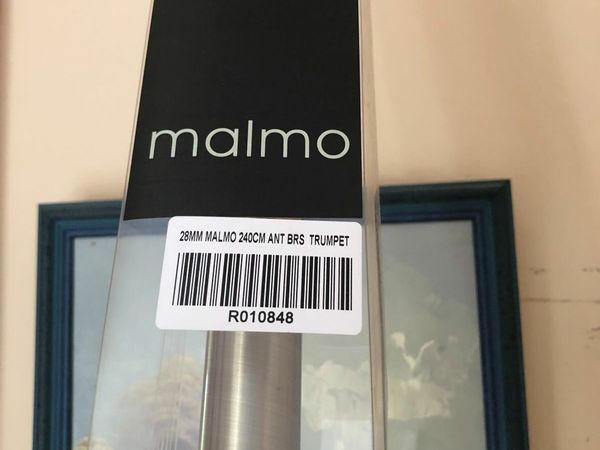 malmo
28MM MALMO 240CM ANT BRS TRUMPET
R010848